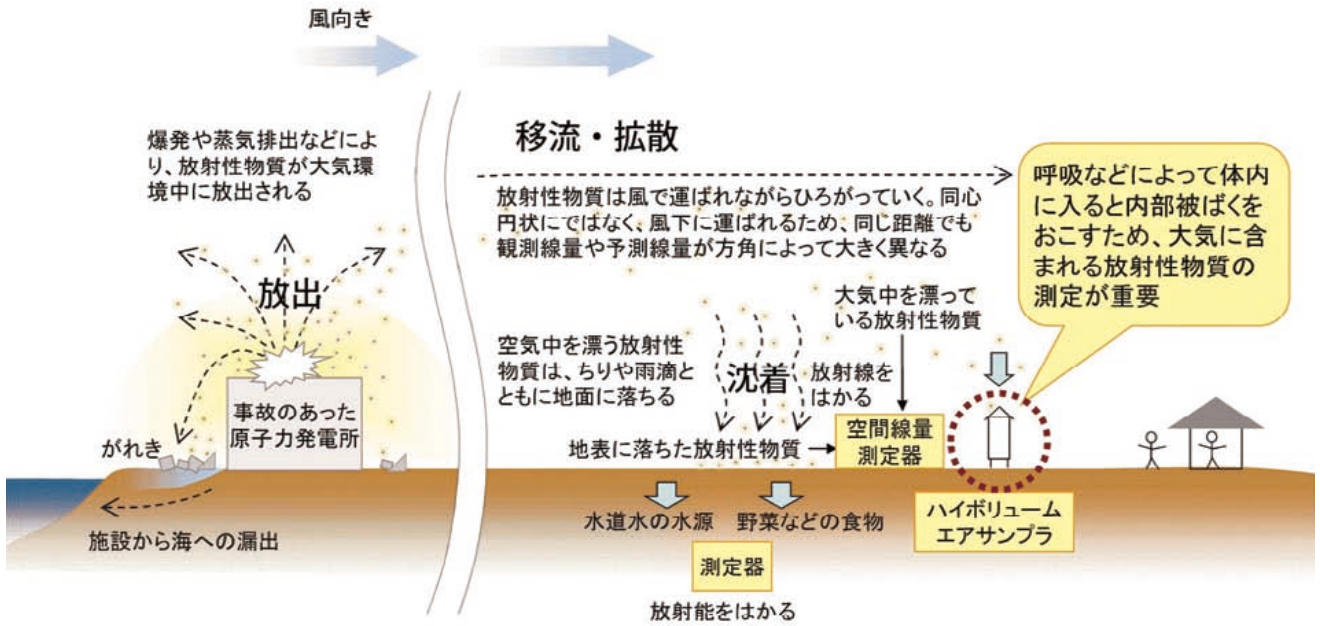 風向き
爆発や蒸気排出などによ
り、放射性物質が大気環
境中に放出される
放出
事故のあった
原子力発電所
がれき
施設から海への漏出
移流・拡散
放射性物質は風で運ばれながらひろがっていく。同心
円状にではなく、風下に運ばれるため、同じ距離でも
観測線量や予測線量が方角によって大きく異なる
呼吸などによって体内
に入ると内部被ばくを
おこすため、大気に含
まれる放射性物質の
測定が重要
大気中を漂って
いる放射性物質
空気中を漂う放射性
物質は、ちりや雨滴と
ともに地面に落ちる
沈着
放射線を
はかる
地表に落ちた放射性物質
空間線量
測定器
ハイボリューム
エアサンプラ
水道水の水源
野菜などの食物
測定器
放射能をはかる